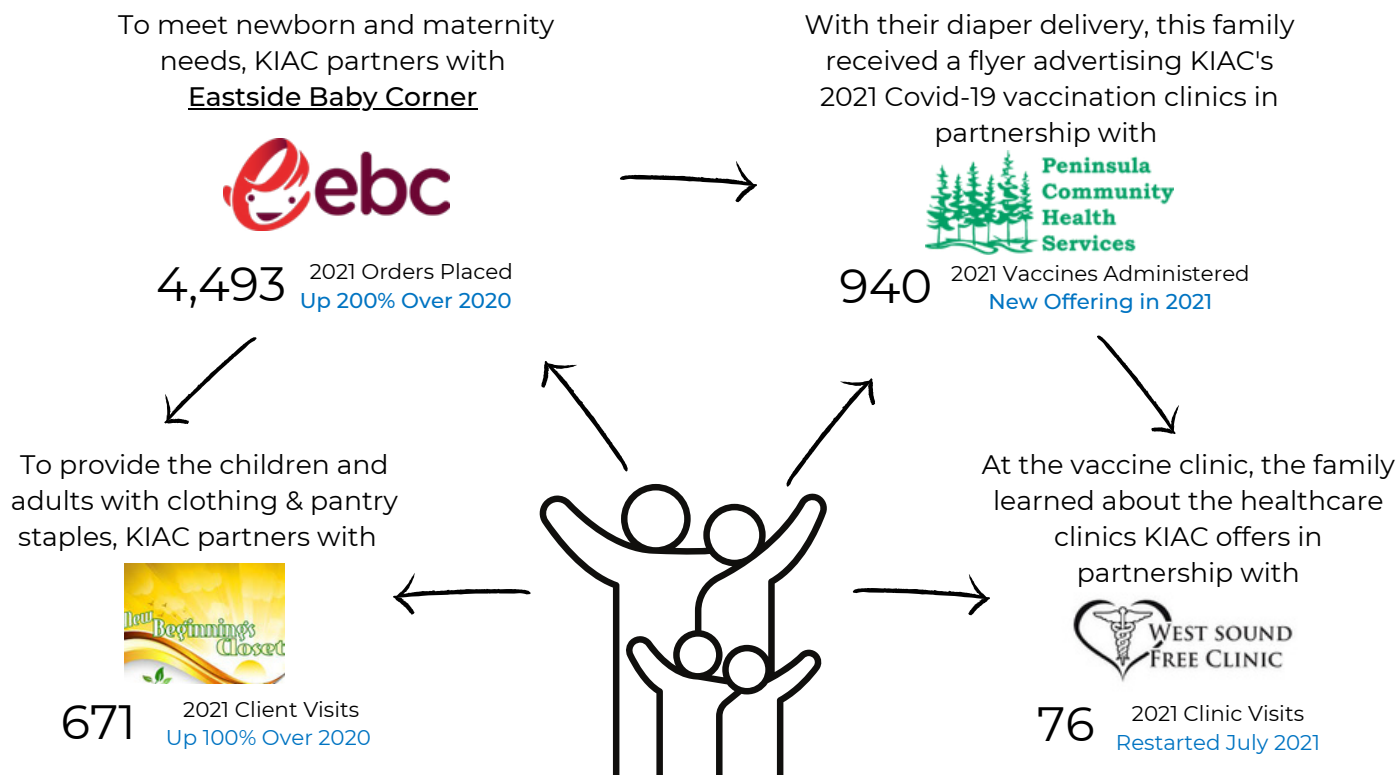 To meet newborn and maternity
needs, KIAC partners with
Eastside Baby Corner
ebc
4,493
2021 Orders Placed
Up 200% Over 2020
With their diaper delivery, this family
received a flyer advertising KIAC's
2021 Covid-19 vaccination clinics in
partnership with
Peninsula
Community
Health
Services
940
2021 Vaccines Administered
New Offering in 2021
To provide the children and
adults with clothing & pantry
staples, KIAC partners with
New
Beginning's
Closet
671
2021 Client Visits
Up 100% Over 2020
At the vaccine clinic, the family
learned about the healthcare
clinics KIAC offers in
partnership with
WEST SOUND
FREE CLINIC
76
2021 Clinic Visits
Restarted July 2021